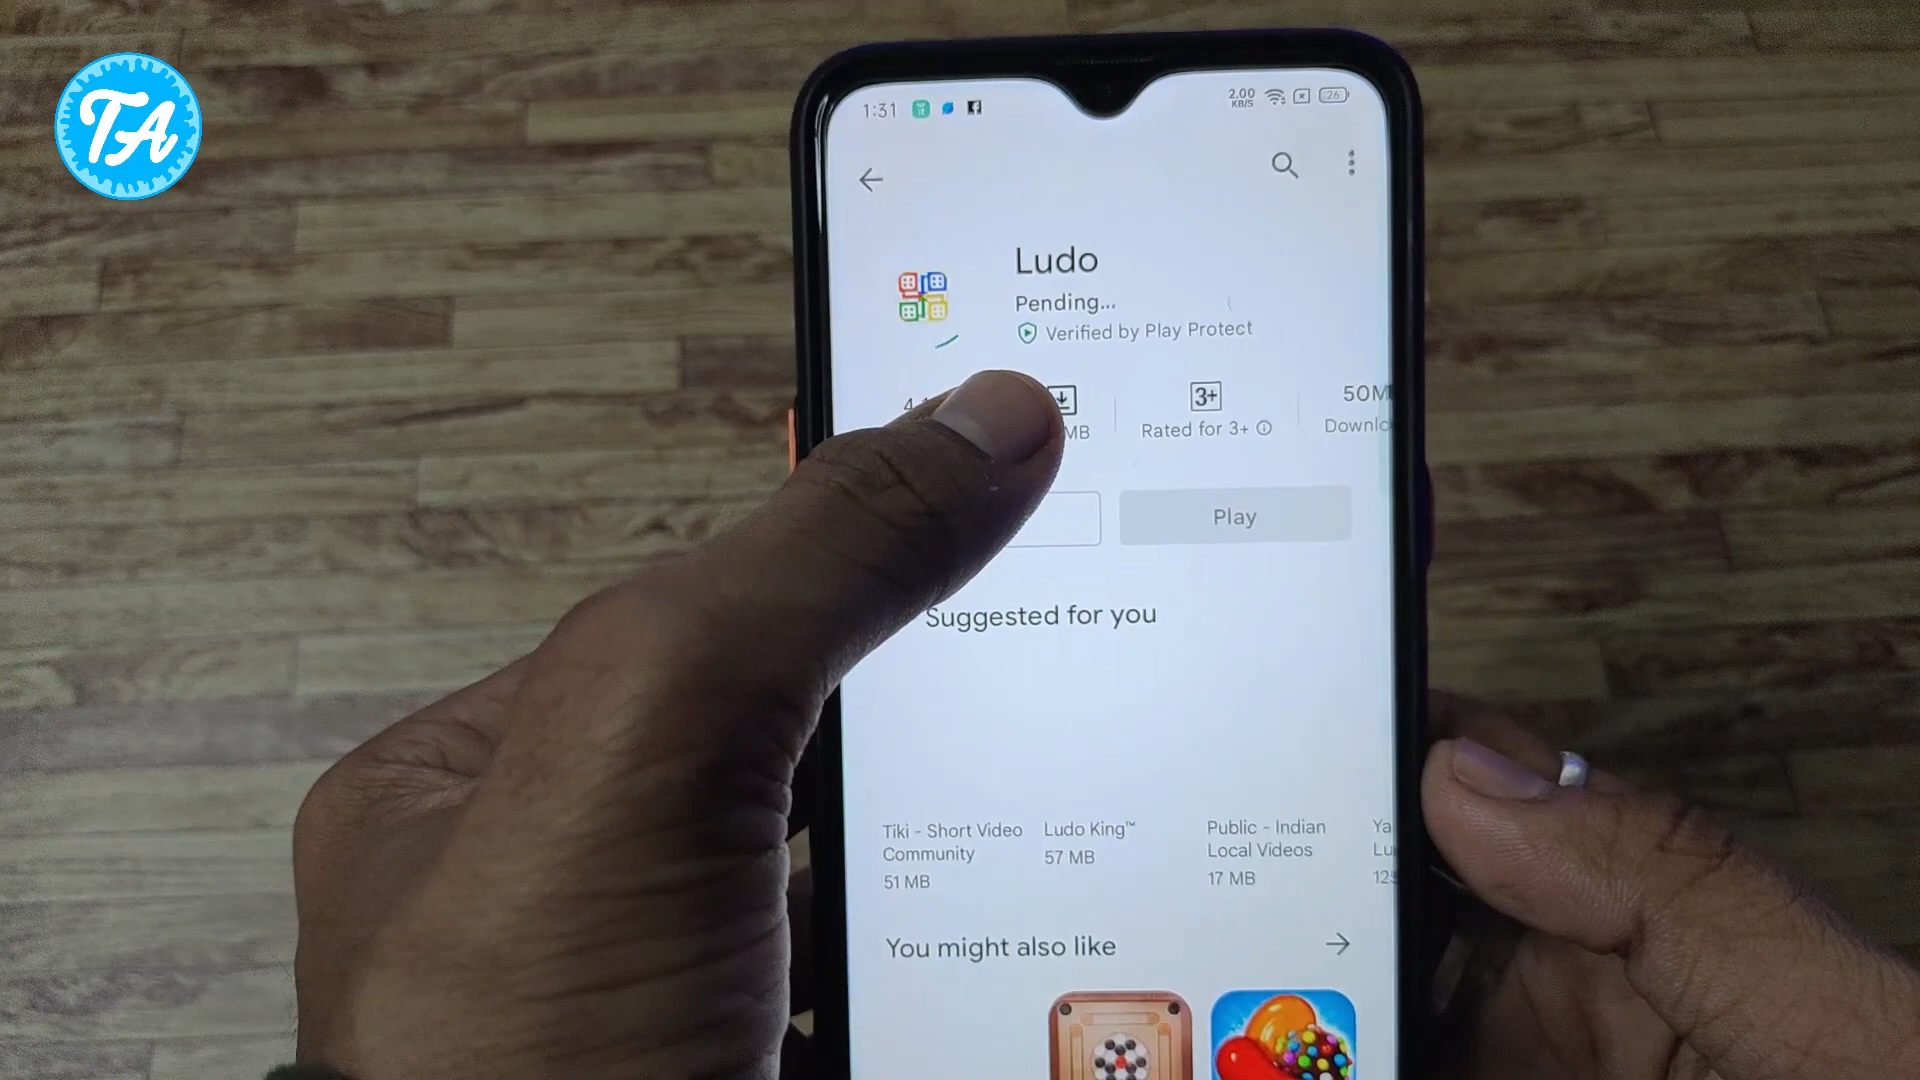 TA
1:31
2.00
KB/S
26
Ludo
Pending...
Verified by Play Protect
3+
50M
MB
Rated for 3+
Play
Suggested for you
Tiki - Short Video
Community
51 MB
Ludo King™
57 MB
Public - Indian
Local Videos
17 MB
You might also like